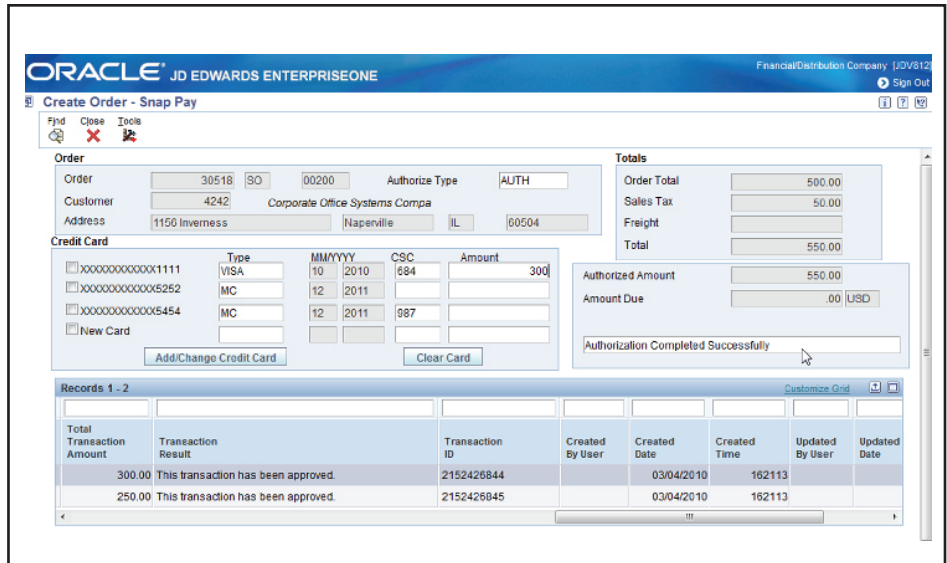 ORACLE® JD EDWARDS ENTERPRISEONE
Financial/Distribution Company [JDV812]
Sign Out
Create Order - Snap Pay
Find Close Tools
Order
Order 30518 SO 00200 Authorize Type AUTH
Customer 4242 Corporate Office Systems Compa
Address 1156 Inverness Naperville IL 60504
Totals
Order Total 500.00
Sales Tax 50.00
Freight
Total 550.00
Credit Card
Type MM/YYYY CSC Amount
XXXXXXXXXXXX1111 VISA 10 2010 684 300
XXXXXXXXXXXX5252 MC 12 2011
XXXXXXXXXXXX5454 MC 12 2011 987
New Card
Add/Change Credit Card Clear Card
Authorized Amount 550.00
Amount Due .00 USD
Authorization Completed Successfully
Records 1 - 2 Customize Grid
Total Transaction Amount Transaction Result Transaction ID Created By User Created Date Created Time Updated By User Updated Date
300.00 This transaction has been approved. 2152426844 03/04/2010 162113
250.00 This transaction has been approved. 2152426845 03/04/2010 162113